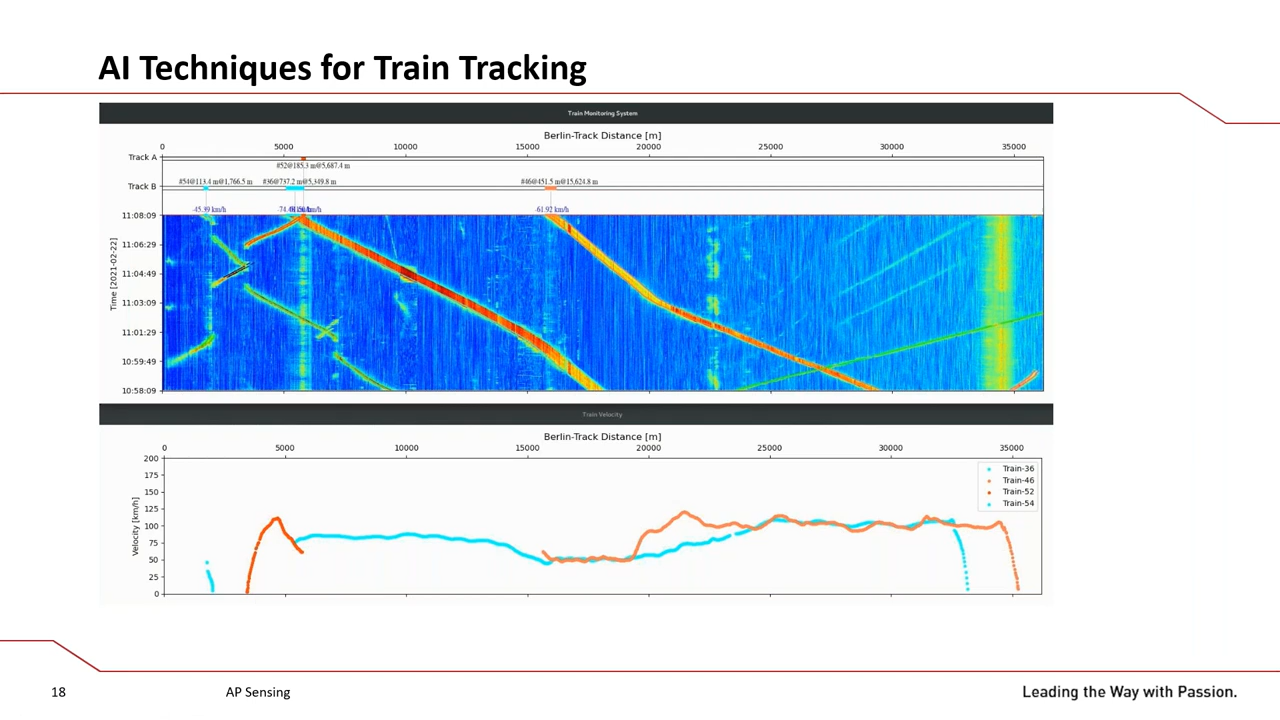 AI Techniques for Train Tracking
Train Monitoring System
Berlin-Track Distance [m]
0 5000 10000 15000 20000 25000 30000 35000
Track A
#52@185.3 m@5,687.4 m
#54@113.4 m@1,766.5 m #36@737.2 m@5,349.8 m #46@451.5 m@15,624.8 m
Track B
-61.92 km/h
11:08:09
11:06:29
11:04:49
11:03:09
11:01:29
10:59:49
10:58:09
Time [2021-02-22]
Train Velocity
Berlin-Track Distance [m]
0 5000 10000 15000 20000 25000 30000 35000
200
175
150
125
100
75
50
25
0
Velocity [km/h]
Train-36
Train-46
Train-52
Train-54
18 AP Sensing Leading the Way with Passion.